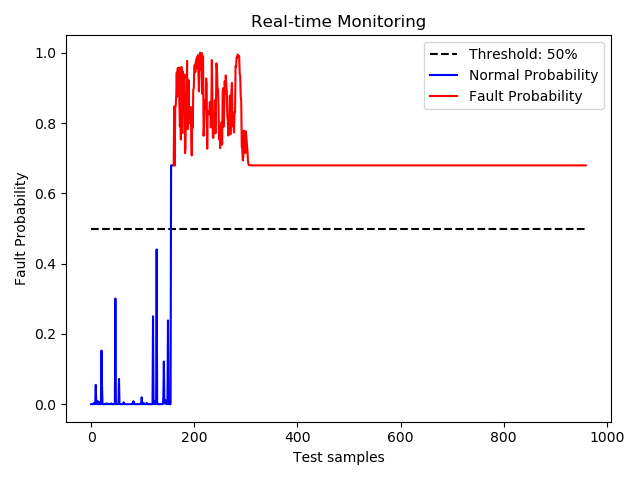 Real-time Monitoring
Threshold: 50%
Normal Probability
Fault Probability
Fault Probability
1.0
0.8
0.6
0.4
0.2
0.0
0 200 400 600 800 1000
Test samples